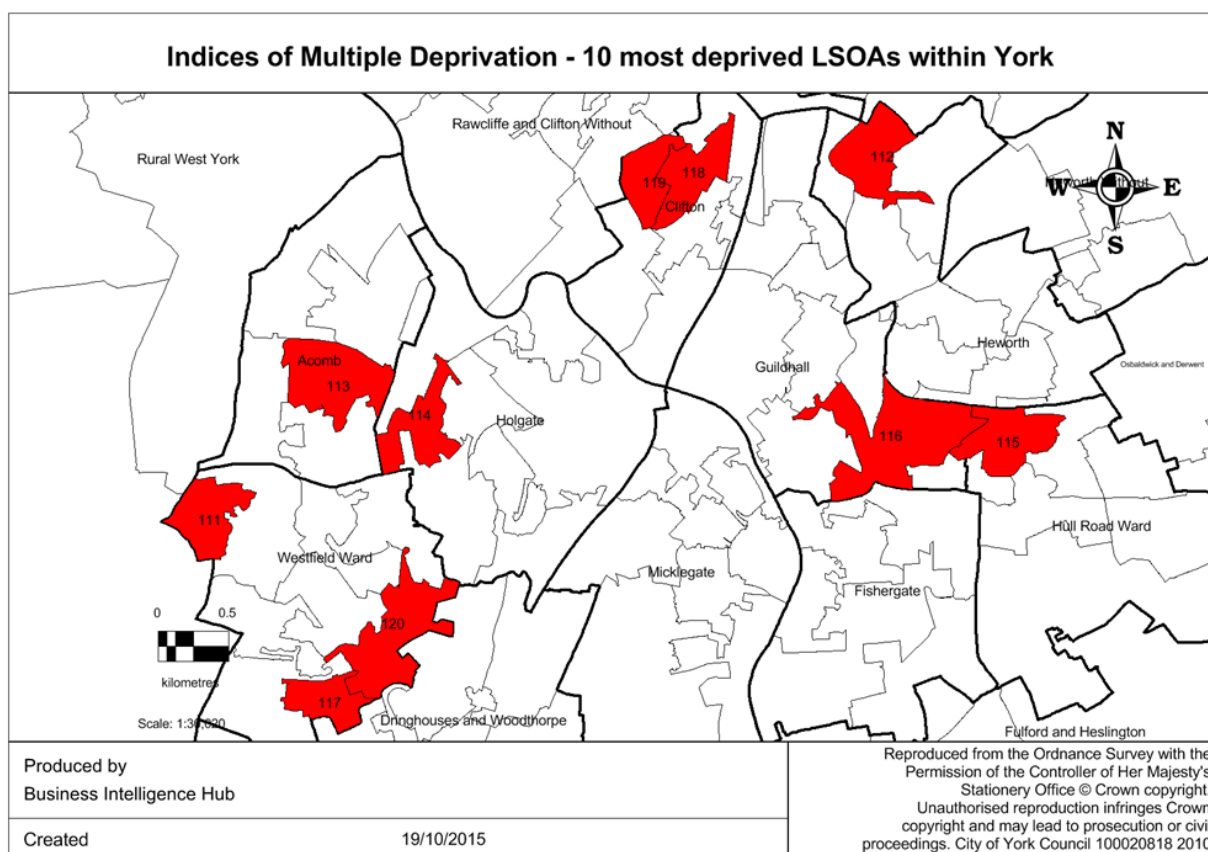 Indices of Multiple Deprivation - 10 most deprived LSOAs within York
Rawcliffe and Clifton Without
Rural West York
N
112
119
118
W
E
Clifton
S
Heworth
Acomb
113
Guildhall
Osbaldwick and Derwent
114
Holgate
116
115
111
Hull Road Ward
Westfield Ward
Micklegate
Fishergate
0 0.5
120
kilometres
117
Dringhouses and Woodthorpe
Scale:
Fulford and Heslington
Produced by
Business Intelligence Hub
Created 19/10/2015
Reproduced from the Ordnance Survey with the
Permission of the Controller of Her Majesty's
Stationery Office © Crown copyright.
Unauthorised reproduction infringes Crown
copyright and may lead to prosecution or civi
proceedings. City of York Council 100020818 2010